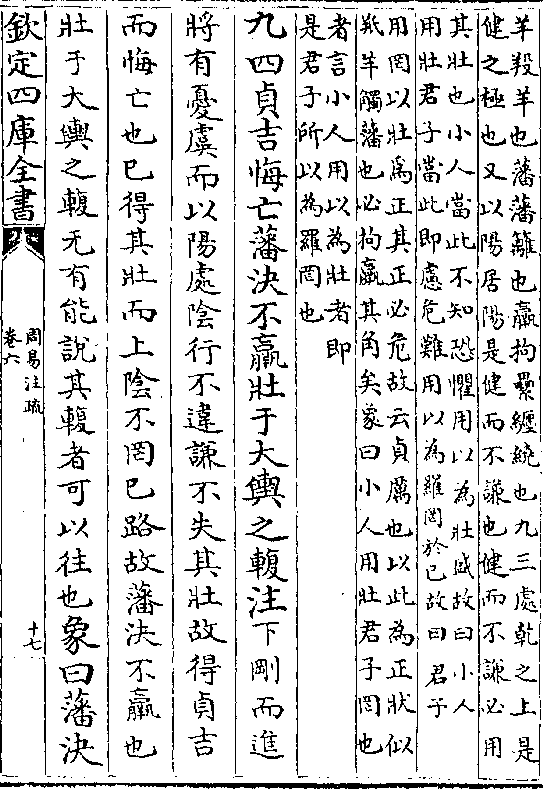 羊羖羊也藩藩籬也羸拘纍纏繞也九三處乾之上是
健之極也又以陽居陽是健而不謙也健而不謙必用
其壯也小人當此不知恐懼用以為壯盛故曰小人
用壯君子當此即慮危難用以為羅罔於己故曰君子
用罔以壯為正其正必危故云貞厲也以此為正狀似
羝羊觸藩也必拘羸其角矣象曰小人用壯君子罔也
者言小人用以為壯者即
是君子所以為羅罔也
九四貞吉悔亡藩決不羸壯于大輿之輹注下剛而進
將有憂虞而以陽處陰行不違謙不失其壯故得貞吉
而悔亡也已得其壯而上陰不罔已路故藩決不羸也
壯于大輿之輹无有能說其輹者可以往也象曰藩決
欽定四庫全書
周易注疏
卷六
十七